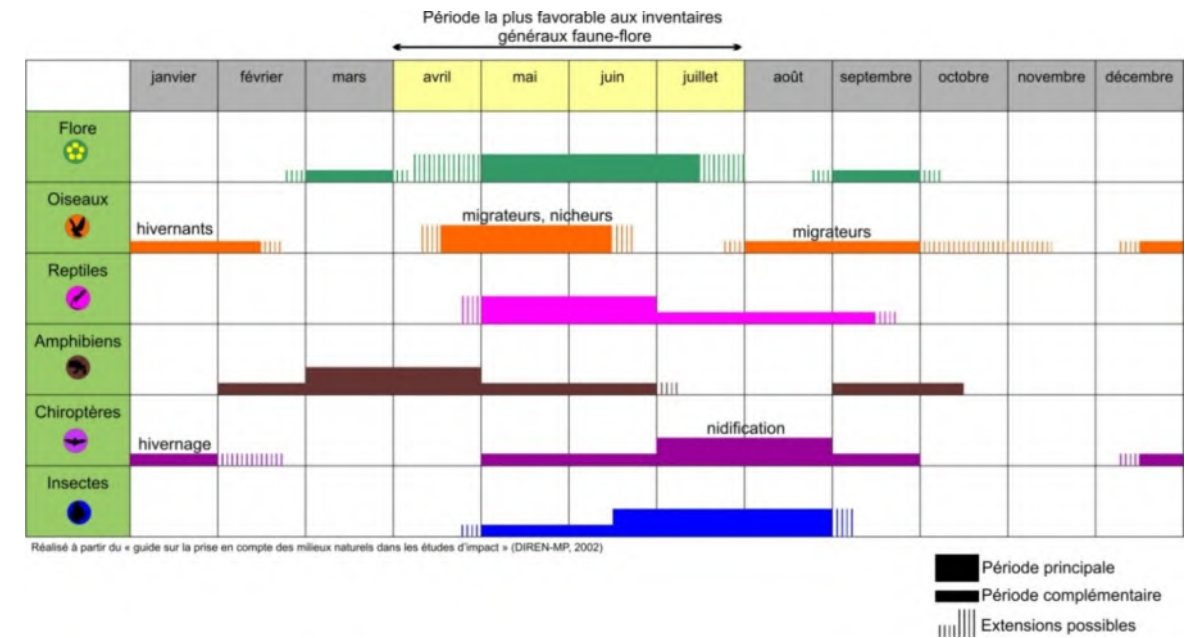 Période la plus favorable aux inventaires
généraux faune-flore
janvier février mars avril mai juin juillet août septembre octobre novembre décembre
Flore
Oiseaux
hivernants
migrateurs, nicheurs
migrateurs
Reptiles
Amphibiens
Chiroptères
hivernage
nidification
Insectes
Réalisé à partir du « guide sur la prise en compte des milieux naturels dans les études d'impact » (DIREN-MP, 2002)
Période principale
Période complémentaire
Extensions possibles